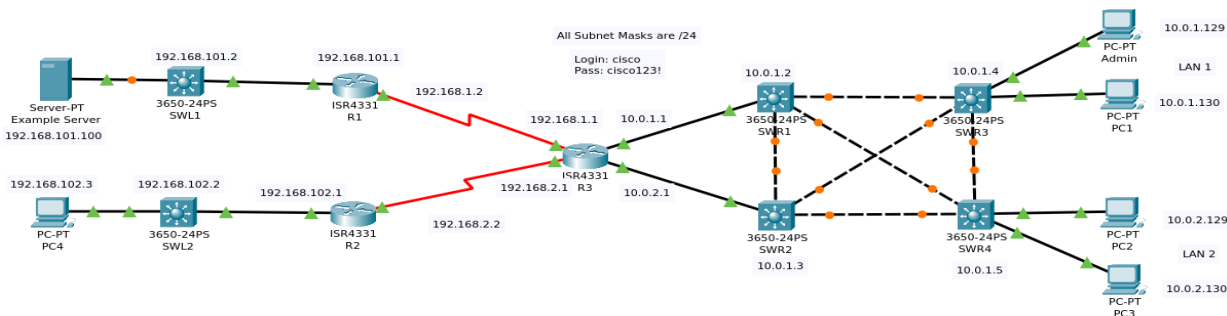 All Subnet Masks are /24
Login: cisco
Pass: cisco123!
192.168.101.2
3650-24PS
SWL1
192.168.101.1
ISR4331
R1
Server-PT
Example Server
192.168.101.100
192.168.1.2
192.168.1.1
192.168.102.3
PC-PT
PC4
192.168.102.2
3650-24PS
SWL2
192.168.102.1
ISR4331
R2
192.168.2.1
192.168.2.2
ISR4331
R3
10.0.1.1
10.0.2.1
10.0.1.2
3650-24PS
SWR1
10.0.1.4
3650-24PS
SWR3
3650-24PS
SWR2
10.0.1.3
3650-24PS
SWR4
10.0.1.5
10.0.1.129
PC-PT
Admin
LAN 1
10.0.1.130
PC-PT
PC1
10.0.2.129
PC-PT
PC2
LAN 2
10.0.2.130
PC-PT
PC3